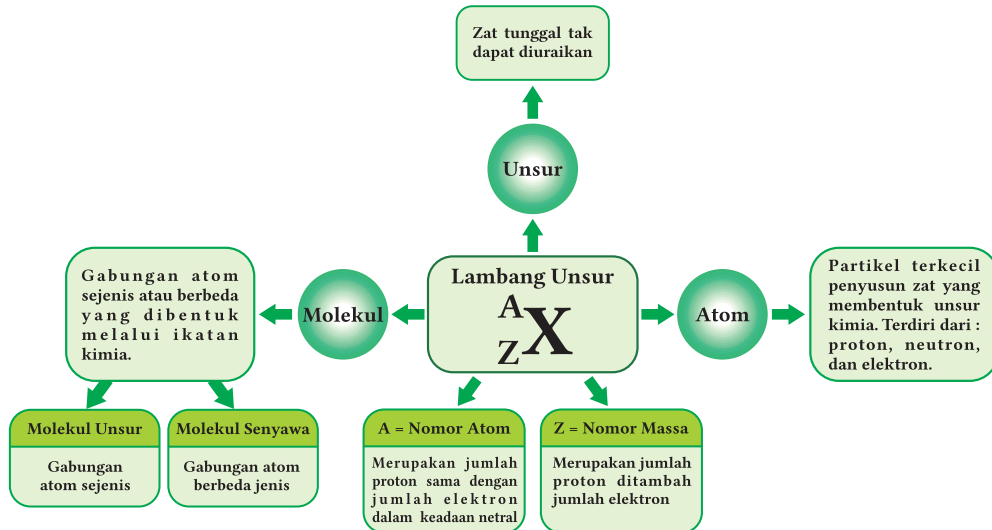 Zat tunggal tak
dapat diuraikan
Unsur
Lambang Unsur
A
Z
X
Molekul
Gabungan atom
sejenis atau berbeda
yang dibentuk
melalui ikatan
kimia.
Atom
Partikel terkecil
penyusun zat yang
membentuk unsur
kimia. Terdiri dari :
proton, neutron,
dan elektron.
Molekul Unsur
Gabungan
atom sejenis
Molekul Senyawa
Gabungan atom
berbeda jenis
A = Nomor Atom
Merupakan jumlah
proton sama dengan
jumlah elektron
dalam keadaan netral
Z = Nomor Massa
Merupakan jumlah
proton ditambah
jumlah elektron